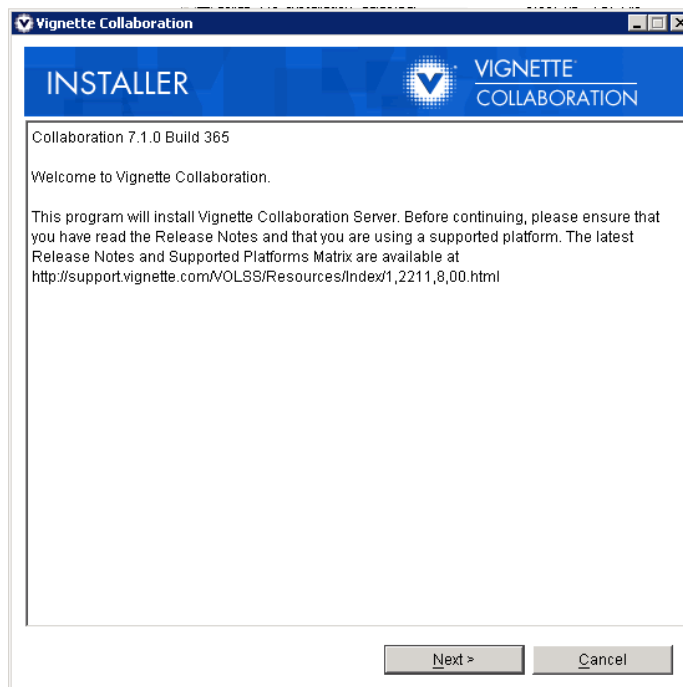 Vignette Collaboration
INSTALLER
VIGNETTE
COLLABORATION
Collaboration 7.1.0 Build 365
Welcome to Vignette Collaboration.
This program will install Vignette Collaboration Server. Before continuing, please ensure that
you have read the Release Notes and that you are using a supported platform. The latest
Release Notes and Supported Platforms Matrix are available at
http://support.vignette.com/VOLSS/Resources/Index/1,2211,8,00.html
Next >
Cancel